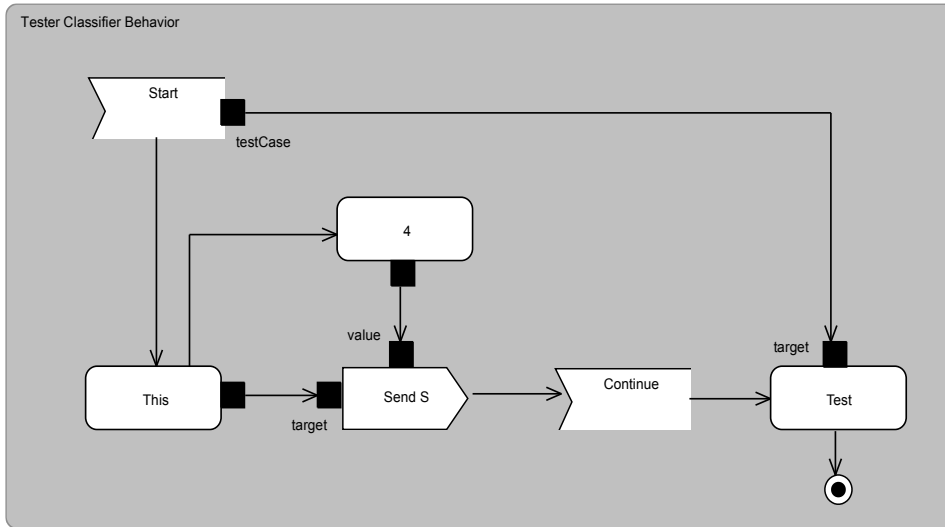 Tester Classifier Behavior
Start
testCase
4
value
target
This
target
Send S
Continue
Test